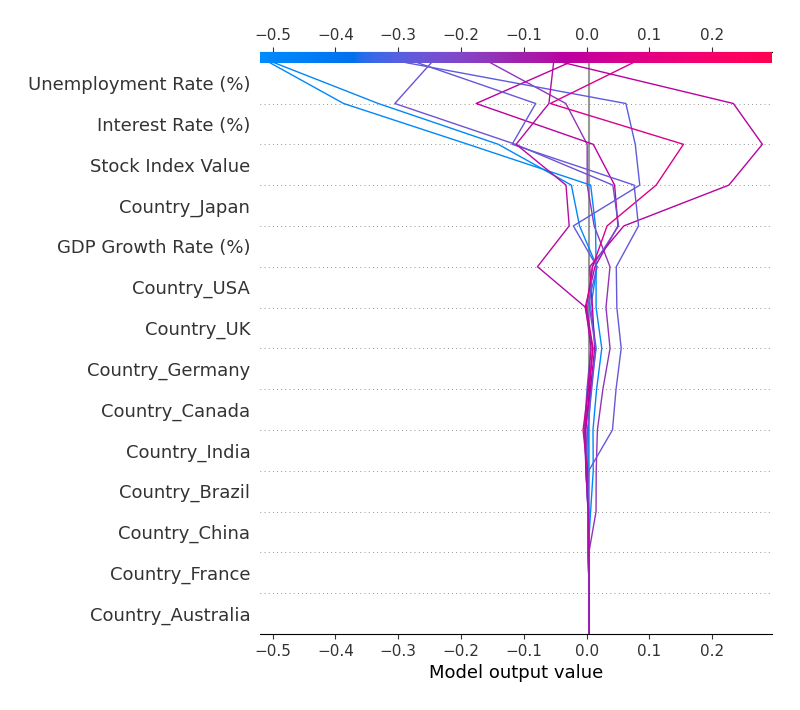 −0.5 −0.4 −0.3 −0.2 −0.1 0.0 0.1 0.2
Unemployment Rate (%)
Interest Rate (%)
Stock Index Value
Country_Japan
GDP Growth Rate (%)
Country_USA
Country_UK
Country_Germany
Country_Canada
Country_India
Country_Brazil
Country_China
Country_France
Country_Australia
−0.5 −0.4 −0.3 −0.2 −0.1 0.0 0.1 0.2
Model output value